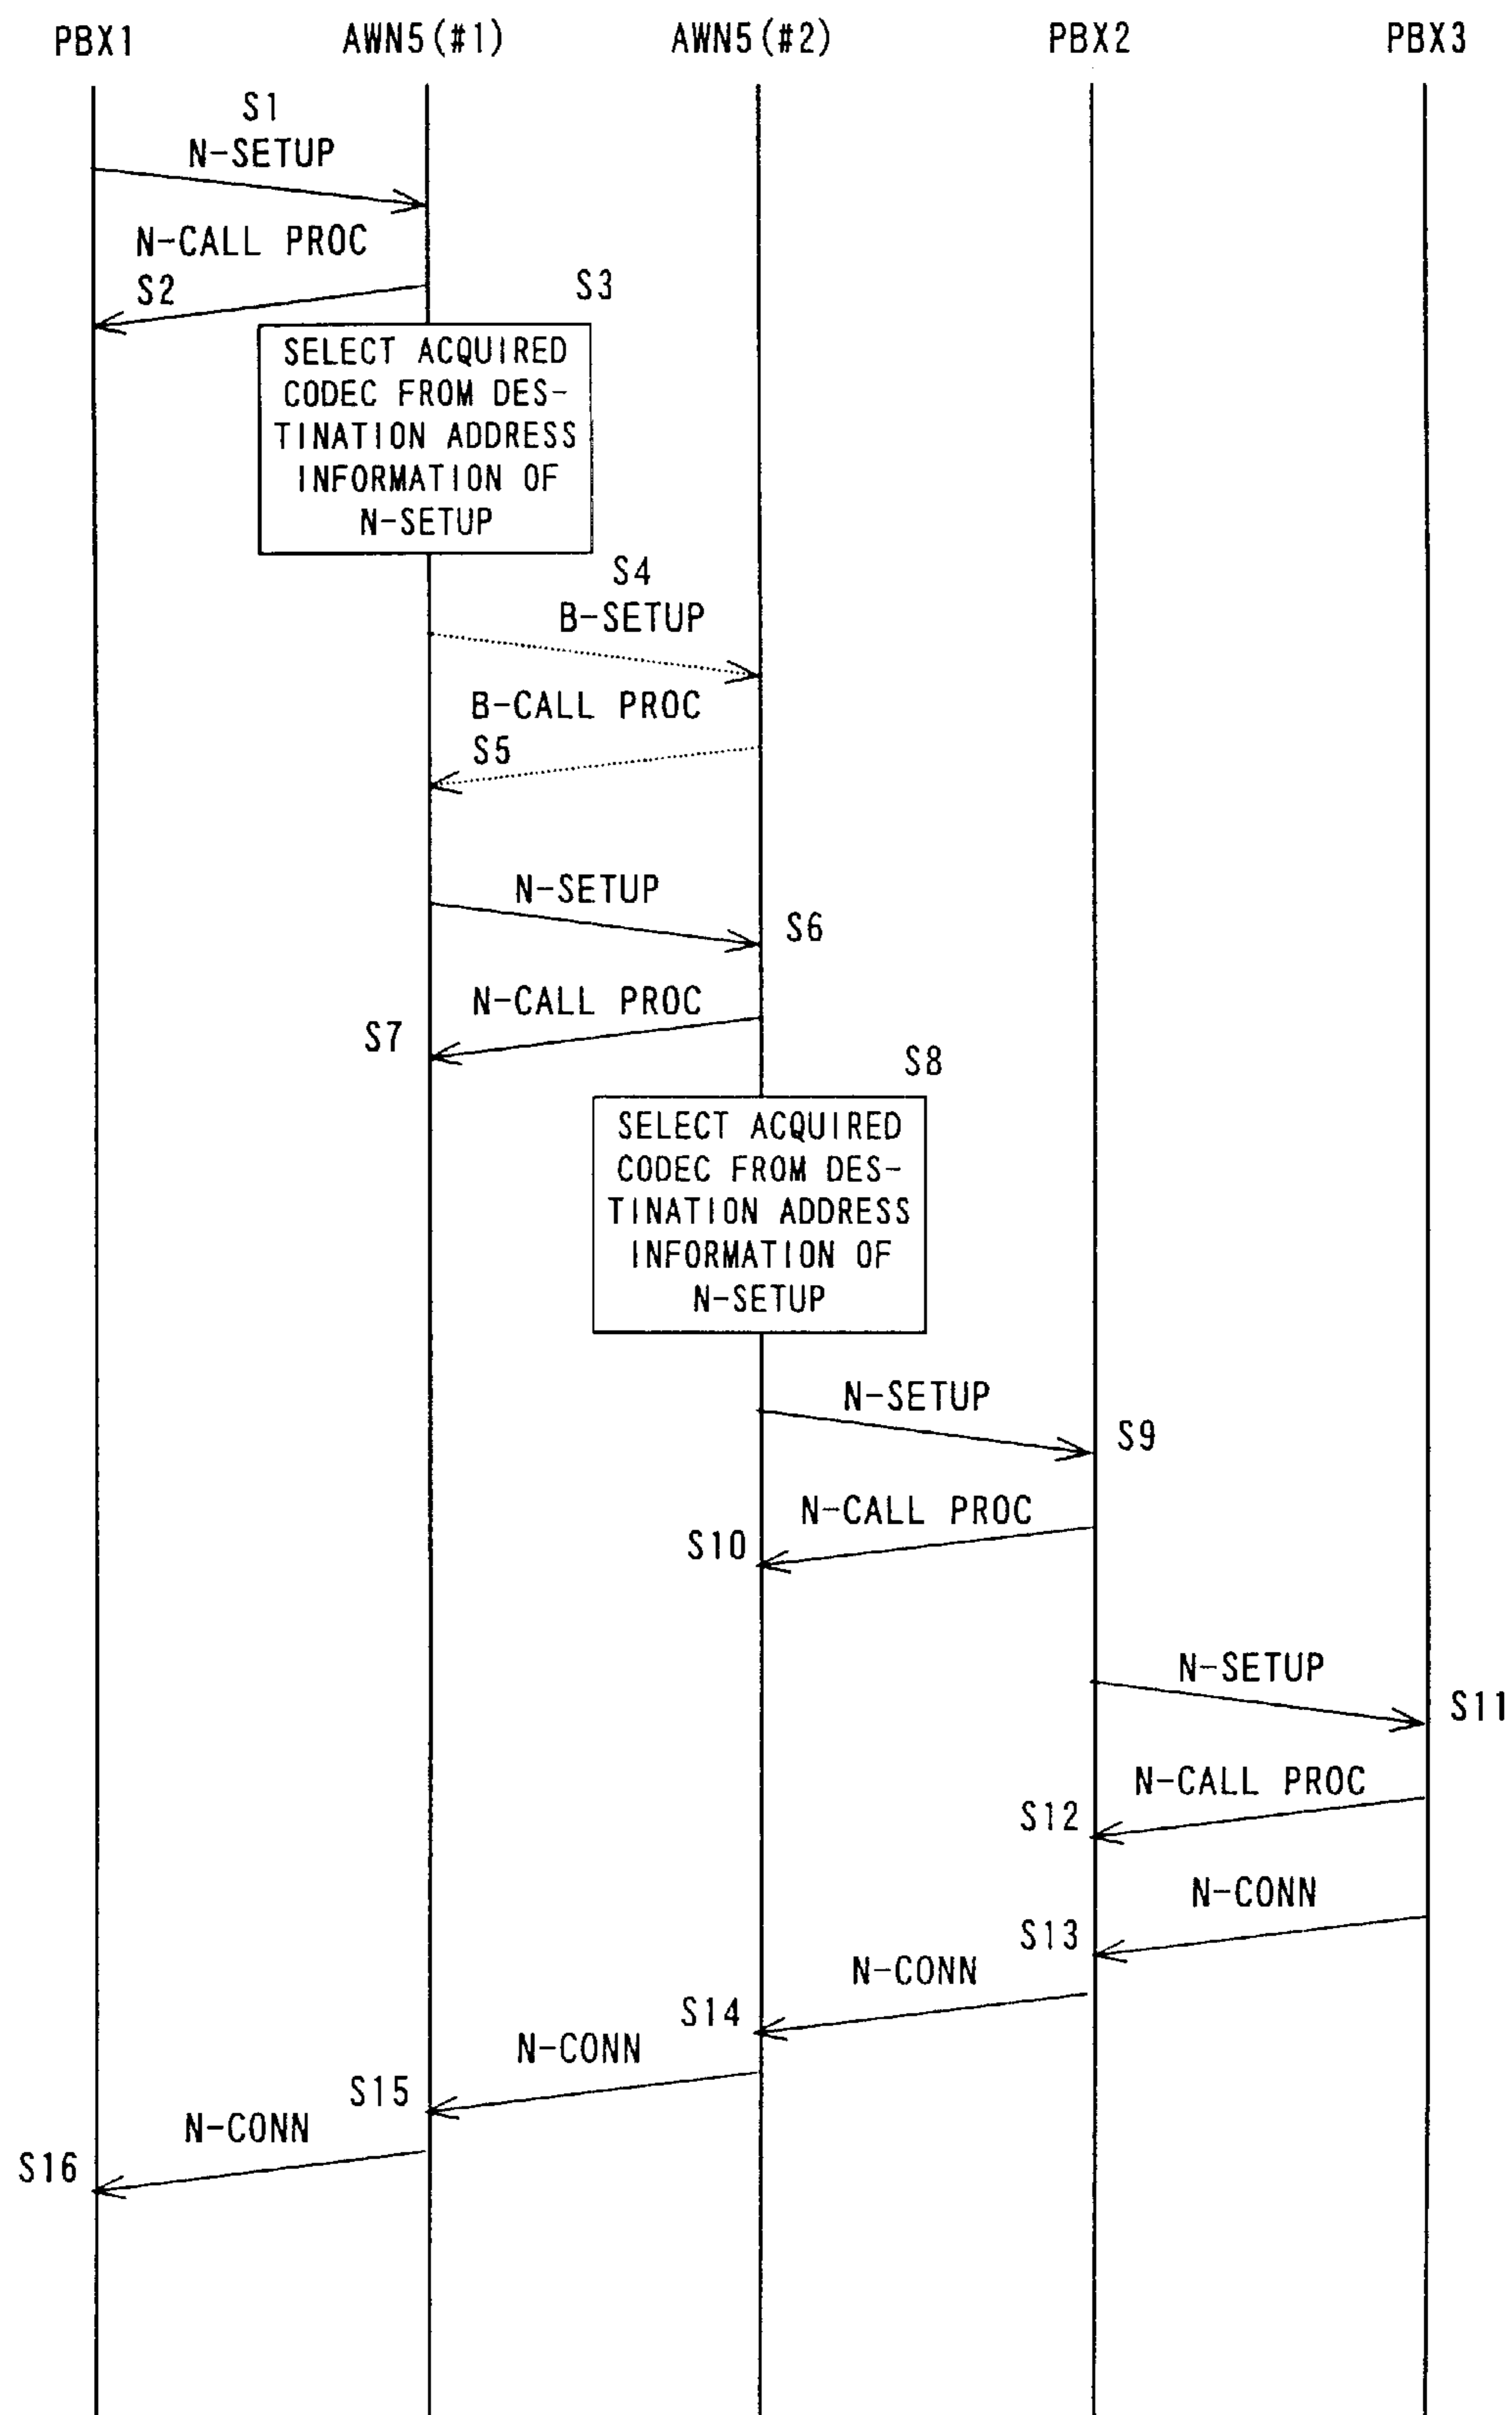 PBX1 AWN5(#1) AWN5(#2) PBX2 PBX3
S1
N-SETUP
N-CALL PROC
S2
S3
SELECT ACQUIRED
CODEC FROM DES-
TINATION ADDRESS
INFORMATION OF
N-SETUP
S4
B-SETUP
B-CALL PROC
S5
N-SETUP
S6
N-CALL PROC
S7
S8
SELECT ACQUIRED
CODEC FROM DES-
TINATION ADDRESS
INFORMATION OF
N-SETUP
N-SETUP
S9
N-CALL PROC
S10
N-SETUP
S11
N-CALL PROC
S12
N-CONN
S13
N-CONN
S14
N-CONN
S15
N-CONN
S16